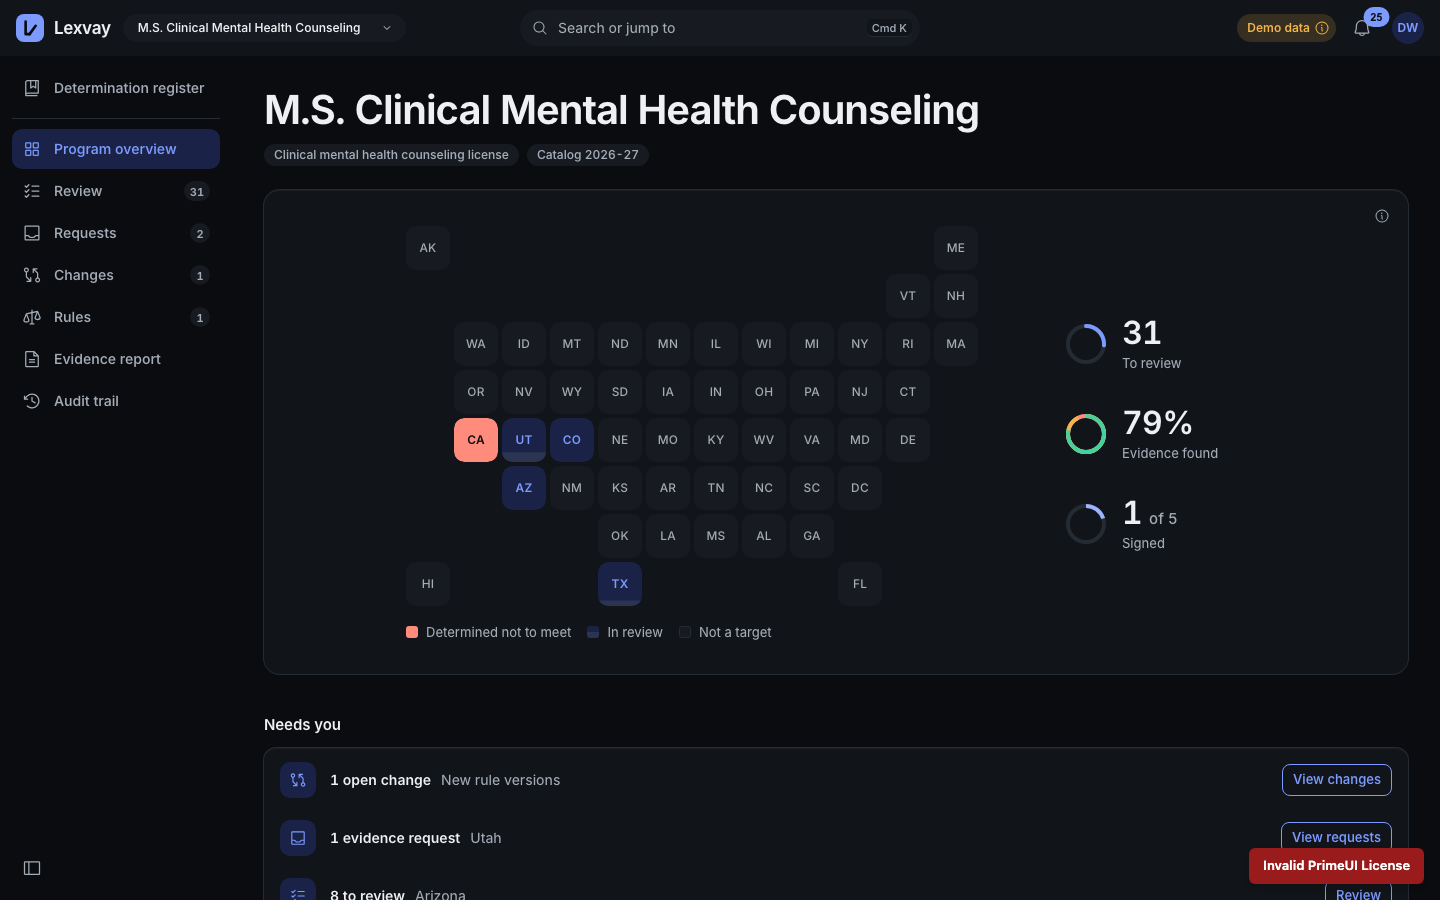 Lexvay
M.S. Clinical Mental Health Counseling
Search or jump to
Cmd K
Demo data
25
DW
Determination register
Program overview
Review
31
Requests
2
Changes
1
Rules
1
Evidence report
Audit trail
M.S. Clinical Mental Health Counseling
Clinical mental health counseling license
Catalog 2026-27
AK ME
VT NH
WA ID MT ND MN IL WI MI NY RI MA
OR NV WY SD IA IN OH PA NJ CT
CA UT CO NE MO KY WV VA MD DE
AZ NM KS AR TN NC SC DC
OK LA MS AL GA
HI TX FL
Determined not to meet
In review
Not a target
31
To review
79%
Evidence found
1 of 5
Signed
Needs you
1 open change New rule versions
View changes
1 evidence request Utah
View requests
8 to review Arizona
Review
Invalid PrimeUI License